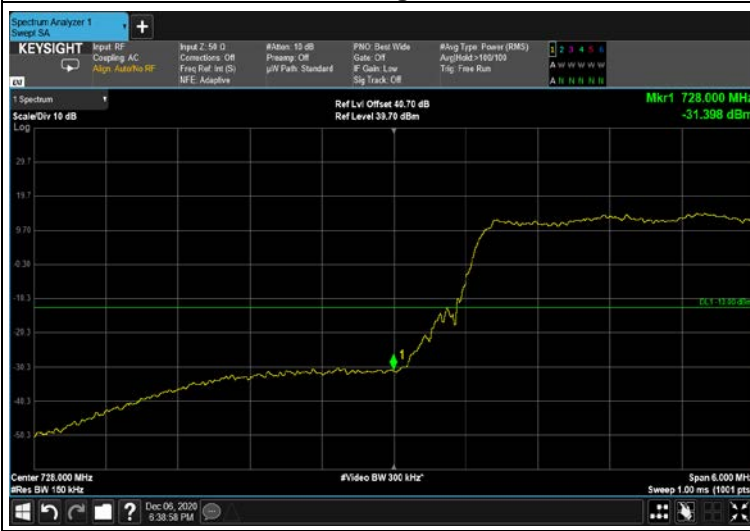 Spectrum Analyzer 1
Swept SA
+
KEYSIGHT
Input: RF
Coupling: AC
Align: Auto/No RF
Input Z: 50 Ω
Corrections: Off
Freq Ref: Int (S)
NFE: Adaptive
#Atten: 10 dB
Preamp: Off
µW Path: Standard
PNO: Best Wide
Gate: Off
IF Gain: Low
Sig Track: Off
#Avg Type: Power (RMS)
Avg|Hold:>100/100
Trig: Free Run
1 2 3 4 5 6
A W W W W W
A N N N N N
1 Spectrum
Scale/Div 10 dB
Log
Ref Lvl Offset 40.70 dB
Ref Level 39.70 dBm
Mkr1 728.000 MHz
-31.398 dBm
29.7
19.7
9.70
-0.30
-10.3
DL1 -13.00 dBm
-20.3
-30.3
1
-40.3
-50.3
Center 728.000 MHz
#Res BW 150 kHz
#Video BW 300 kHz*
Span 6.000 MHz
Sweep 1.00 ms (1001 pts)
?
Dec 06, 2020
6:38:58 PM